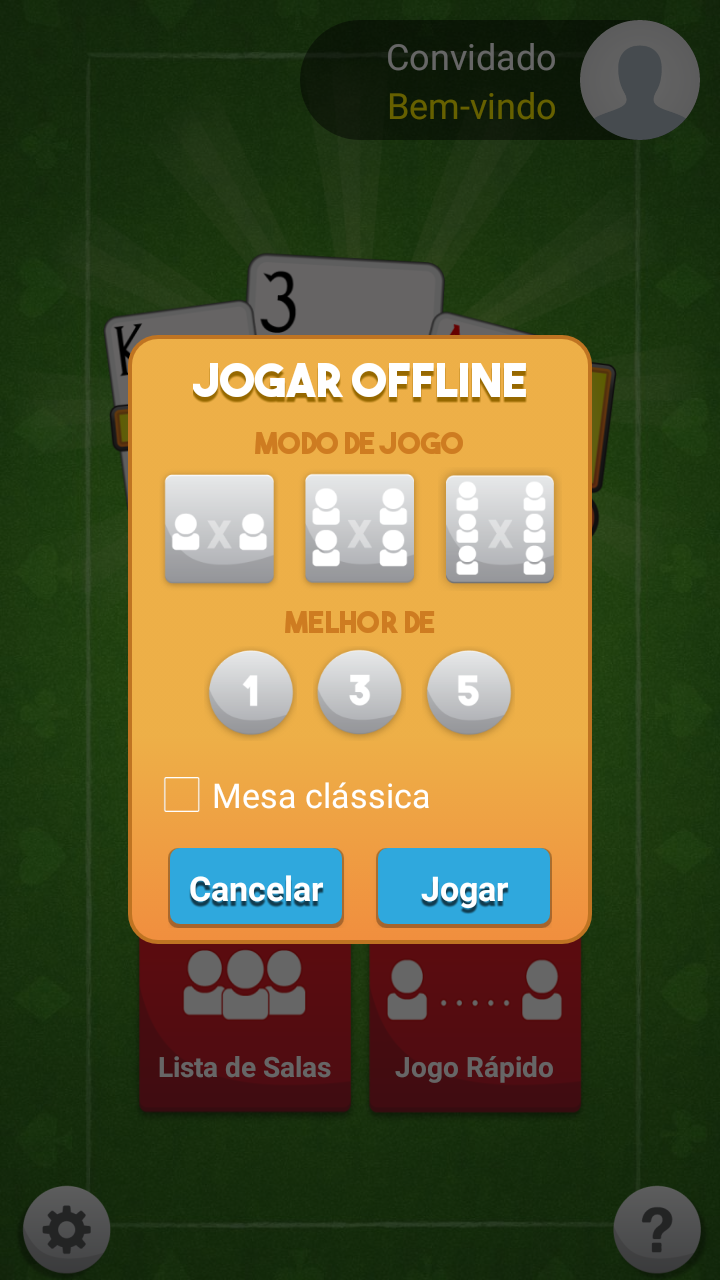 Convidado
Bem-vindo
3
K
JOGAR OFFLINE
MODO DE JOGO
X X X
MELHOR DE
1 3 5
Mesa clássica
Cancelar Jogar
Lista de Salas Jogo Rápido
?